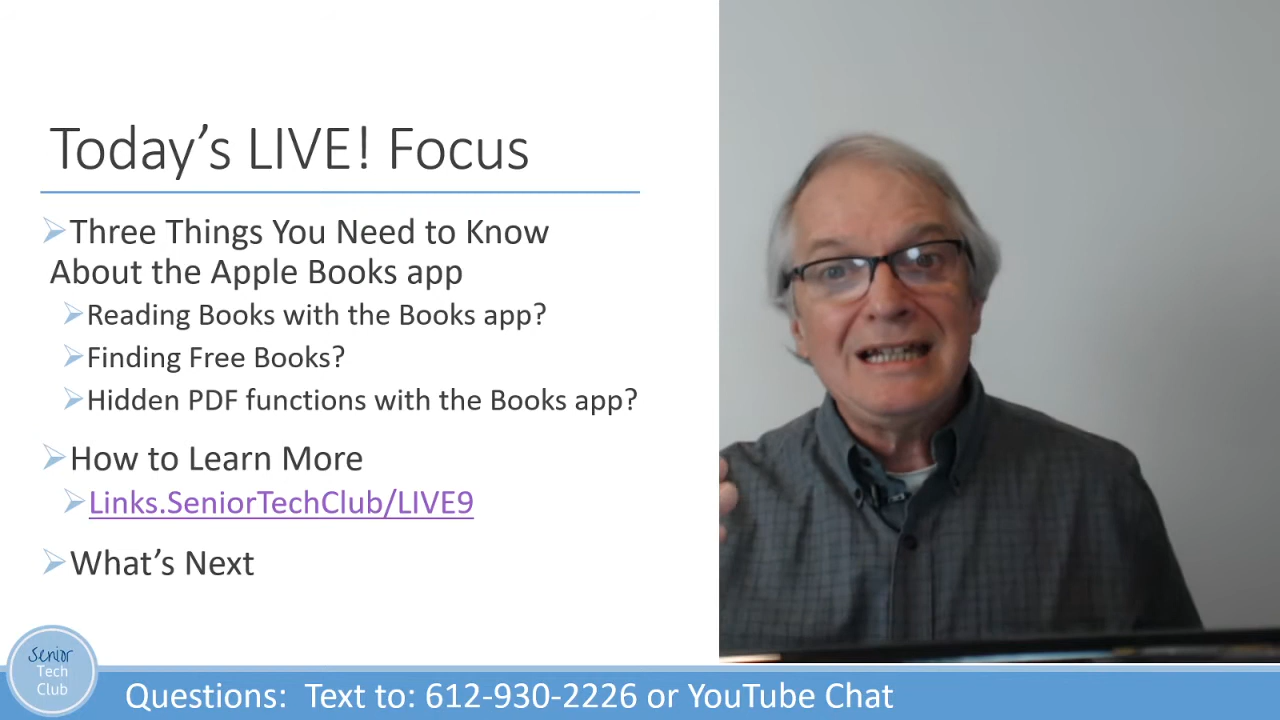 Today's LIVE! Focus
Three Things You Need to Know
About the Apple Books app
Reading Books with the Books app?
Finding Free Books?
Hidden PDF functions with the Books app?
How to Learn More
Links.SeniorTechClub/LIVE9
What's Next
Senior
Tech
Club
Questions: Text to: 612-930-2226 or YouTube Chat